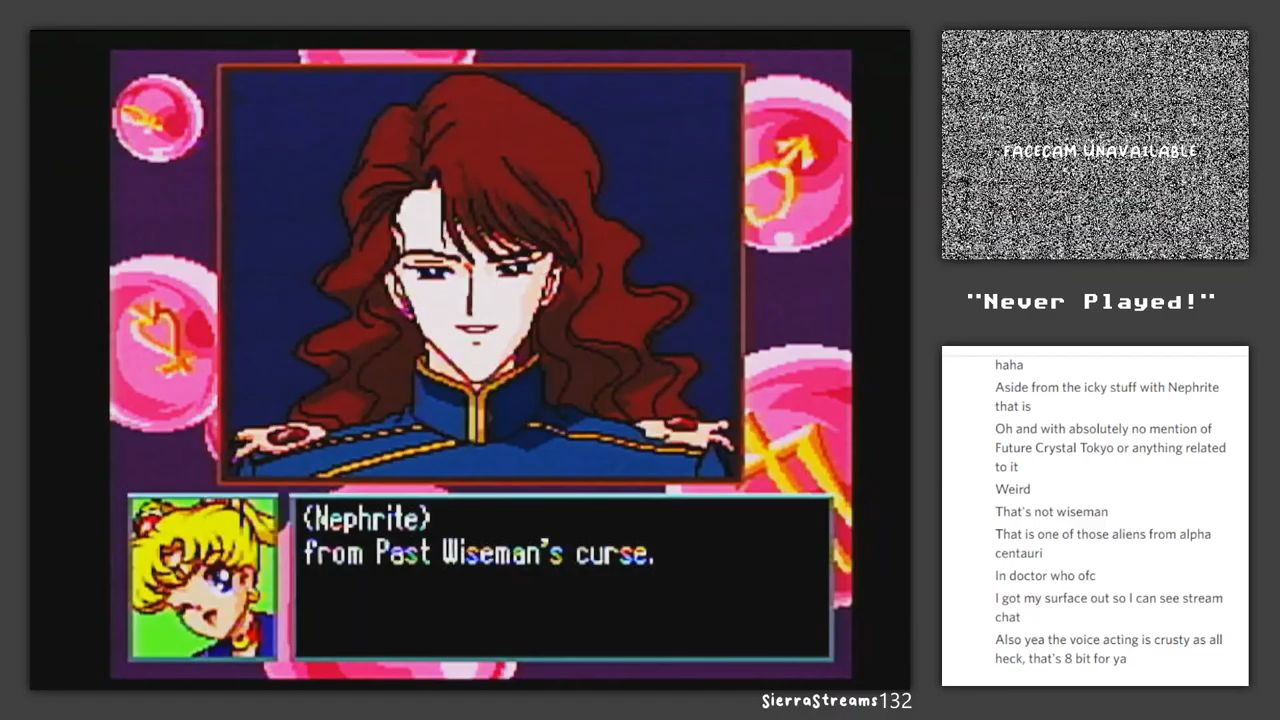 FACECAM UNAVAILABLE
"Never Played!"
haha
Aside from the icky stuff with Nephrite
that is
Oh and with absolutely no mention of
Future Crystal Tokyo or anything related
to it
Weird
That's not wiseman
That is one of those aliens from alpha
centauri
In doctor who ofc
I got my surface out so I can see stream
chat
Also yea the voice acting is crusty as all
heck, that's 8 bit for ya
(Nephrite)
from Past Wiseman's curse.
SierraStreams132